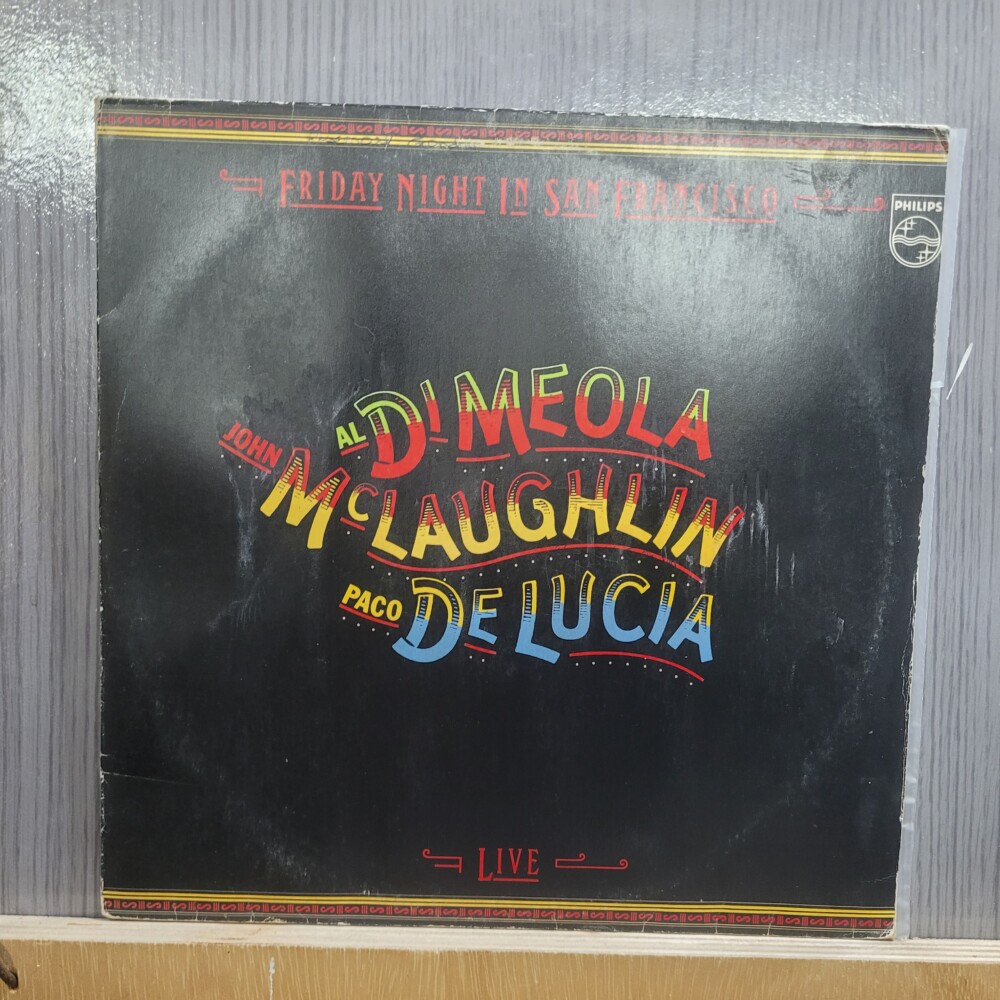 FRIDAY NIGHT IN SAN FRANCISCO
PHILIPS
AL DI MEOLA
JOHN MCLAUGHLIN
PACO DE LUCIA
LIVE